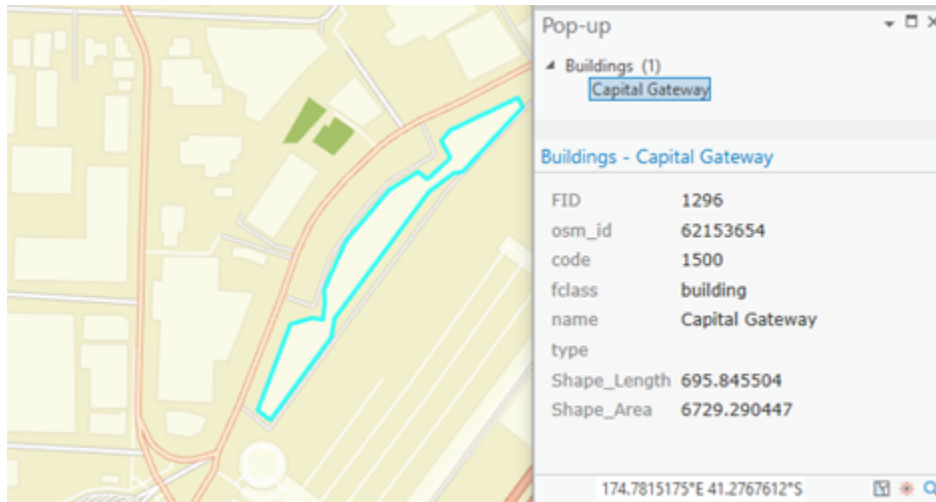 Pop-up
Buildings (1)
Capital Gateway
Buildings - Capital Gateway
FID 1296
osm_id 62153654
code 1500
fclass building
name Capital Gateway
type
Shape_Length 695.845504
Shape_Area 6729.290447
174.7815175°E 41.2767612°S